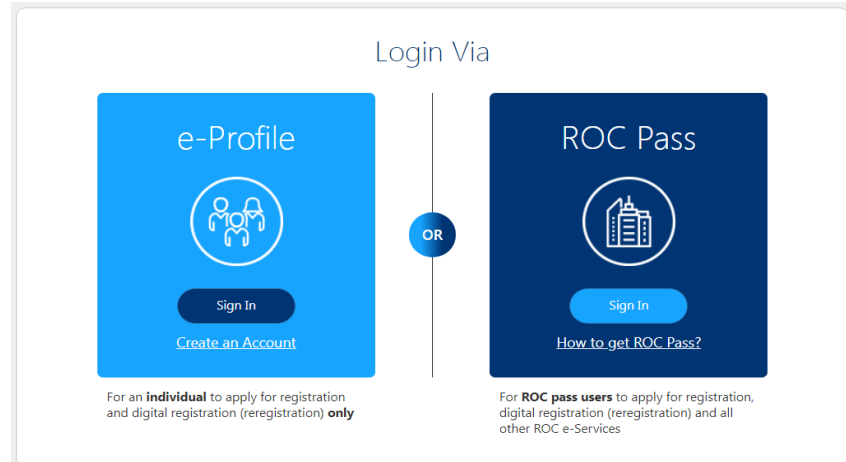 Login Via
e-Profile
Sign In
Create an Account
For an individual to apply for registration
and digital registration (reregistration) only
OR
ROC Pass
Sign In
How to get ROC Pass?
For ROC pass users to apply for registration,
digital registration (reregistration) and all
other ROC e-Services